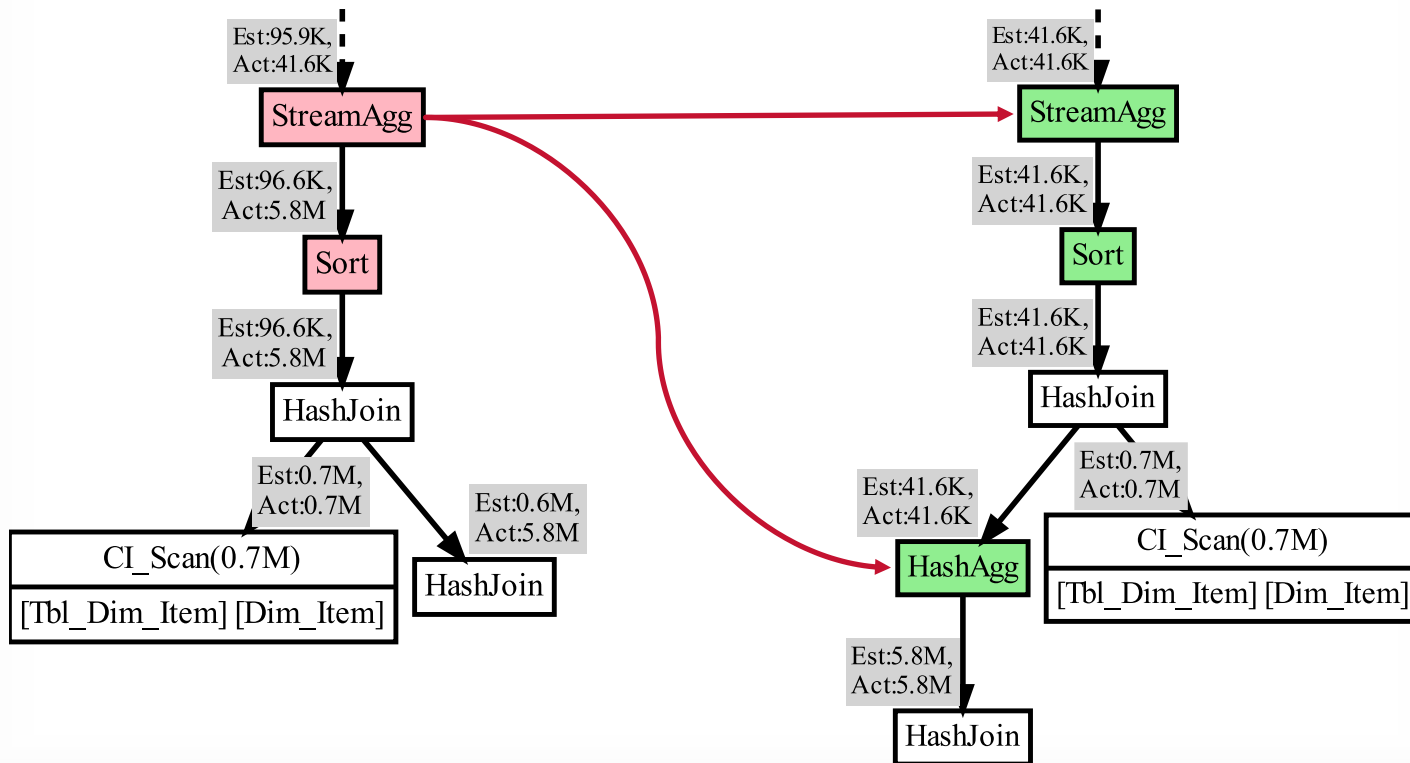 Est:95.9K,
Act:41.6K
StreamAgg
Est:96.6K,
Act:5.8M
Sort
Est:96.6K,
Act:5.8M
HashJoin
Est:0.7M,
Act:0.7M
Est:0.6M,
Act:5.8M
CI_Scan(0.7M)
[Tbl_Dim_Item] [Dim_Item]
HashJoin
Est:41.6K,
Act:41.6K
StreamAgg
Est:41.6K,
Act:41.6K
Sort
Est:41.6K,
Act:41.6K
HashJoin
Est:41.6K,
Act:41.6K
Est:0.7M,
Act:0.7M
HashAgg
CI_Scan(0.7M)
[Tbl_Dim_Item] [Dim_Item]
Est:5.8M,
Act:5.8M
HashJoin